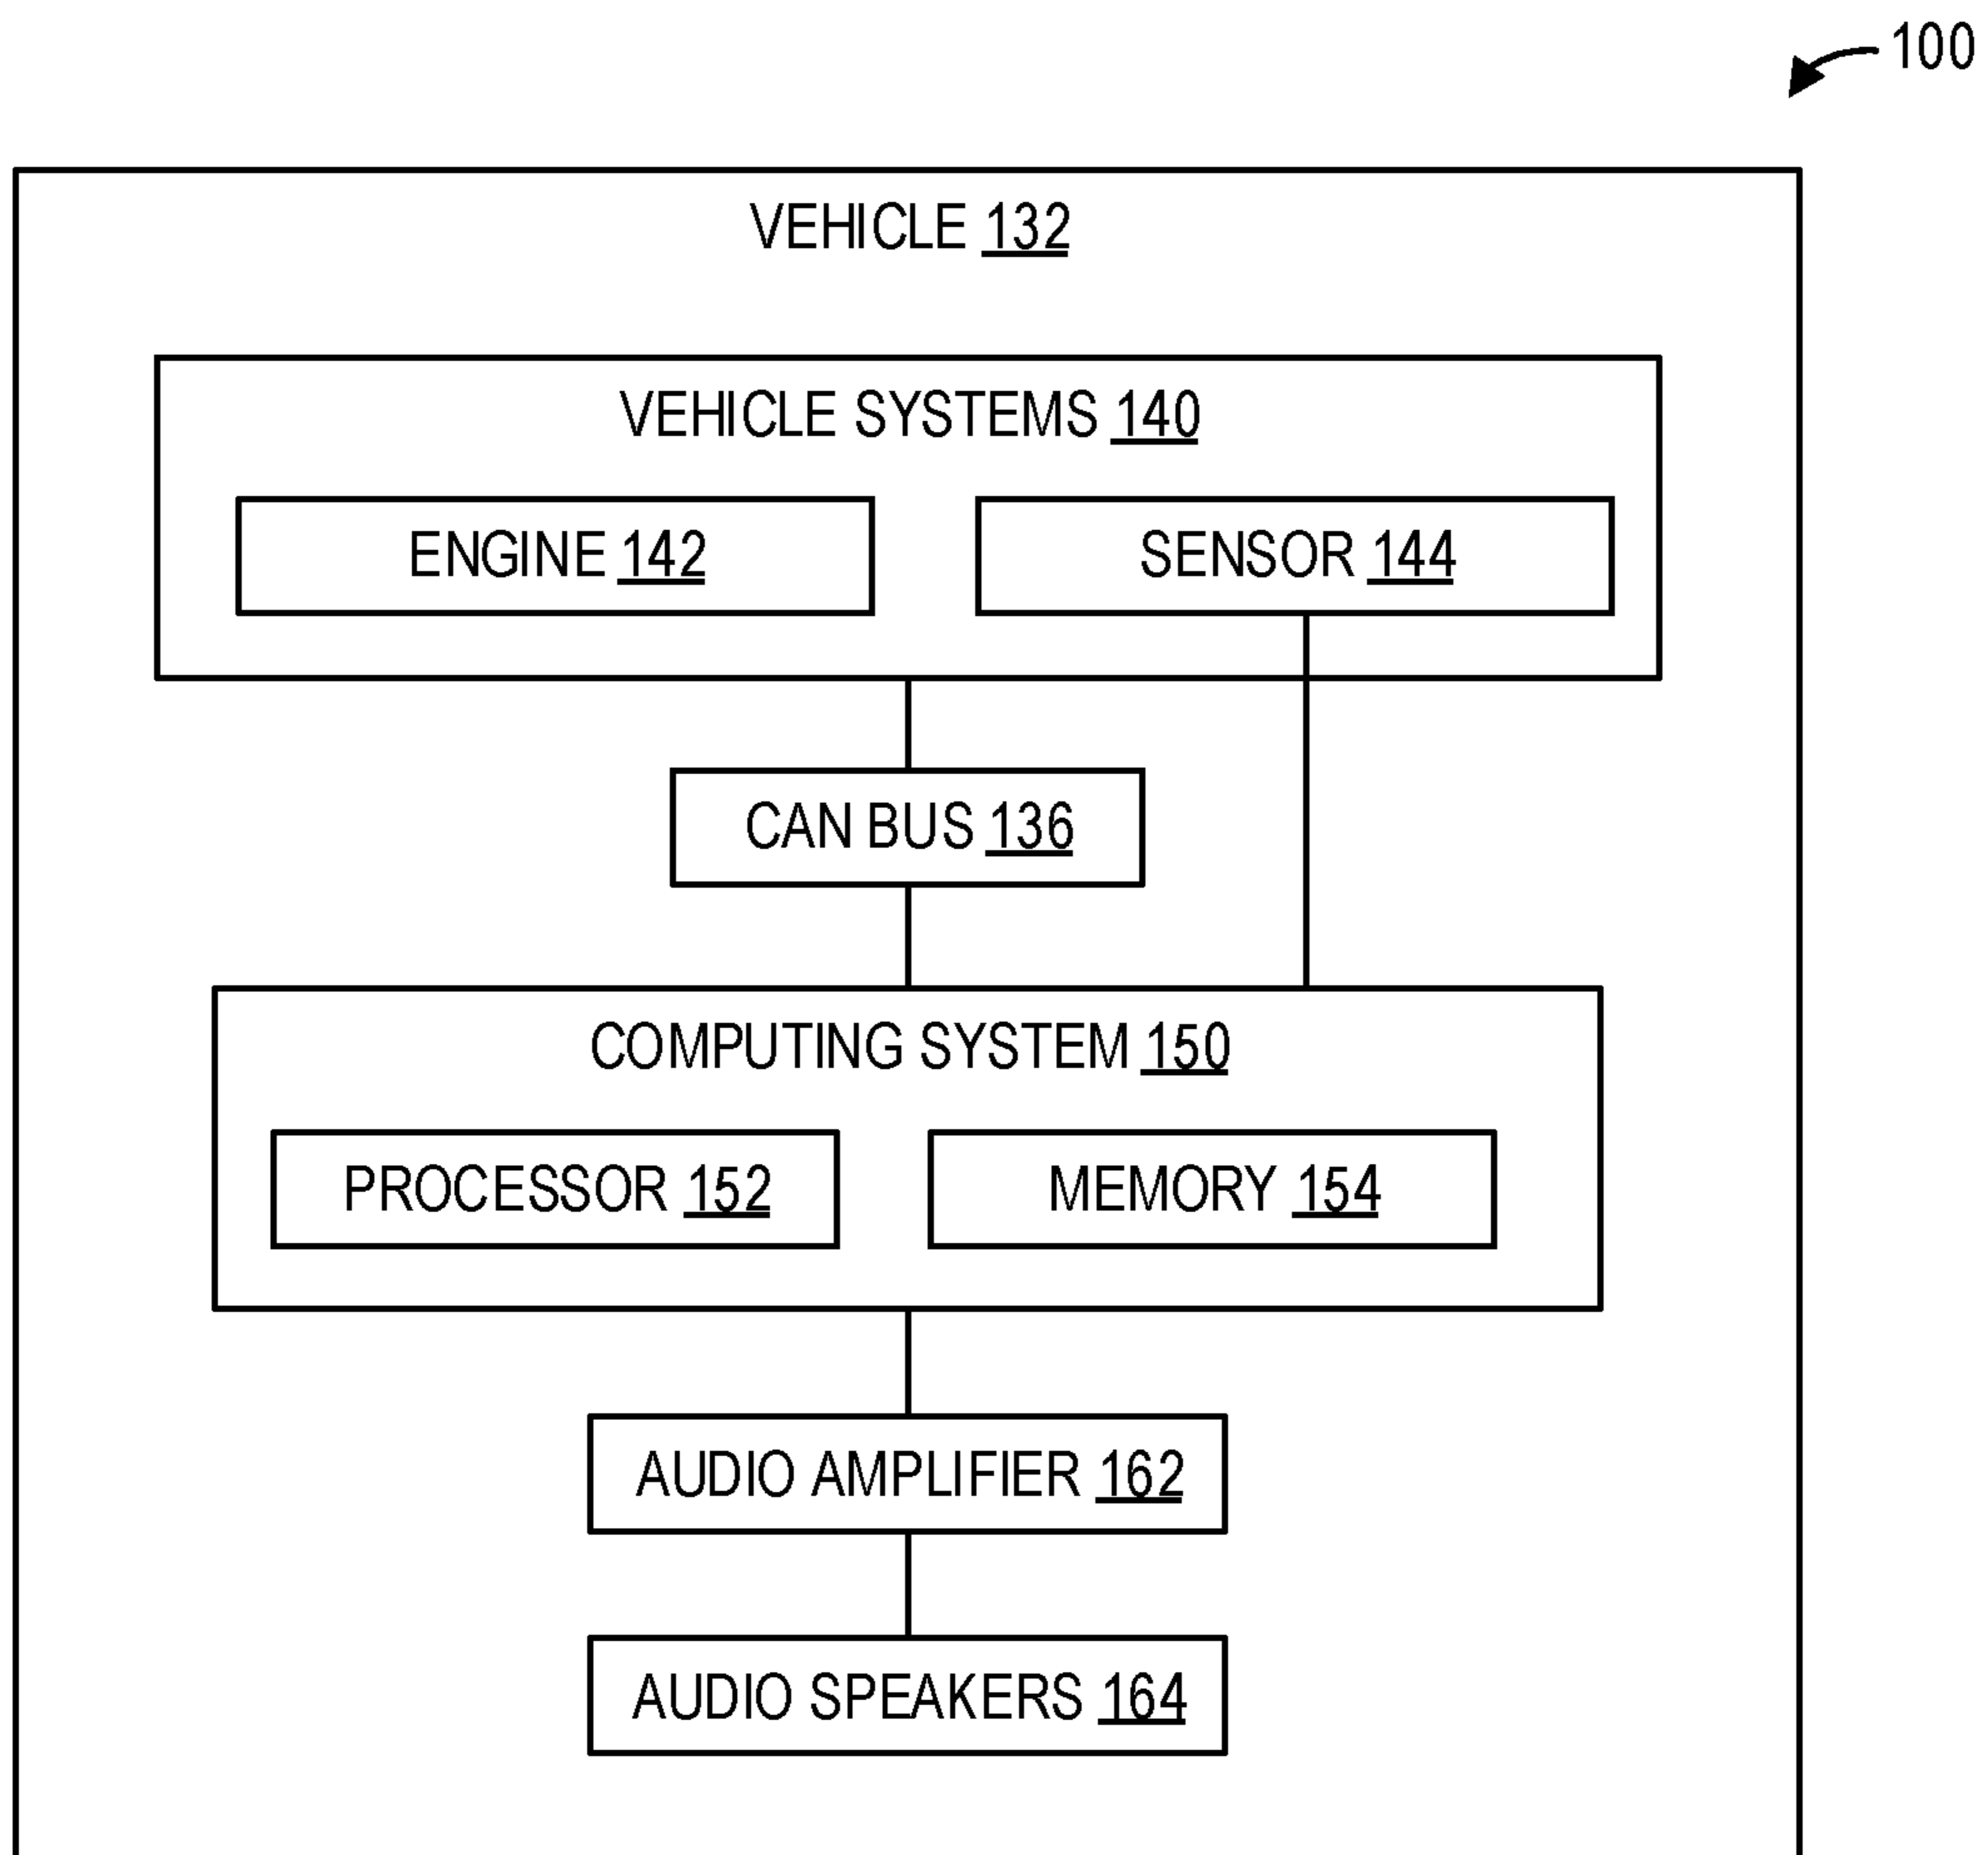 100
VEHICLE 132
VEHICLE SYSTEMS 140
ENGINE 142
SENSOR 144
CAN BUS 136
COMPUTING SYSTEM 150
PROCESSOR 152
MEMORY 154
AUDIO AMPLIFIER 162
AUDIO SPEAKERS 164